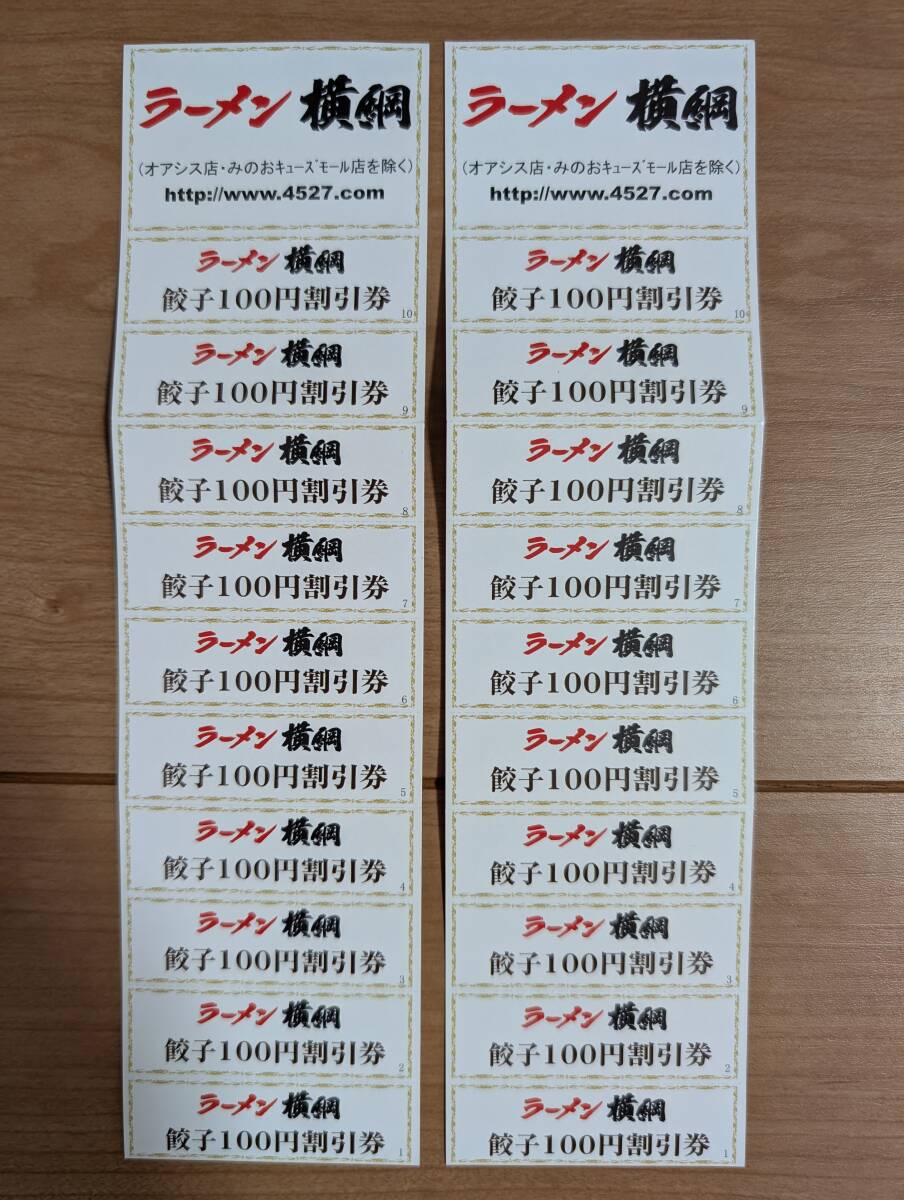 ラーメン 横綱
(オアシス店・みのおキューズモール店を除く)
http://www.4527.com
ラーメン 横綱
餃子100円割引券
10
ラーメン 横綱
餃子100円割引券
9
ラーメン 横綱
餃子100円割引券
8
ラーメン 横綱
餃子100円割引券
7
ラーメン 横綱
餃子100円割引券
6
ラーメン 横綱
餃子100円割引券
5
ラーメン 横綱
餃子100円割引券
4
ラーメン 横綱
餃子100円割引券
3
ラーメン 横綱
餃子100円割引券
2
ラーメン 横綱
餃子100円割引券
1
ラーメン 横綱
(オアシス店・みのおキューズモール店を除く)
http://www.4527.com
ラーメン 横綱
餃子100円割引券
10
ラーメン 横綱
餃子100円割引券
9
ラーメン 横綱
餃子100円割引券
8
ラーメン 横綱
餃子100円割引券
7
ラーメン 横綱
餃子100円割引券
6
ラーメン 横綱
餃子100円割引券
5
ラーメン 横綱
餃子100円割引券
4
ラーメン 横綱
餃子100円割引券
3
ラーメン 横綱
餃子100円割引券
2
ラーメン 横綱
餃子100円割引券
1